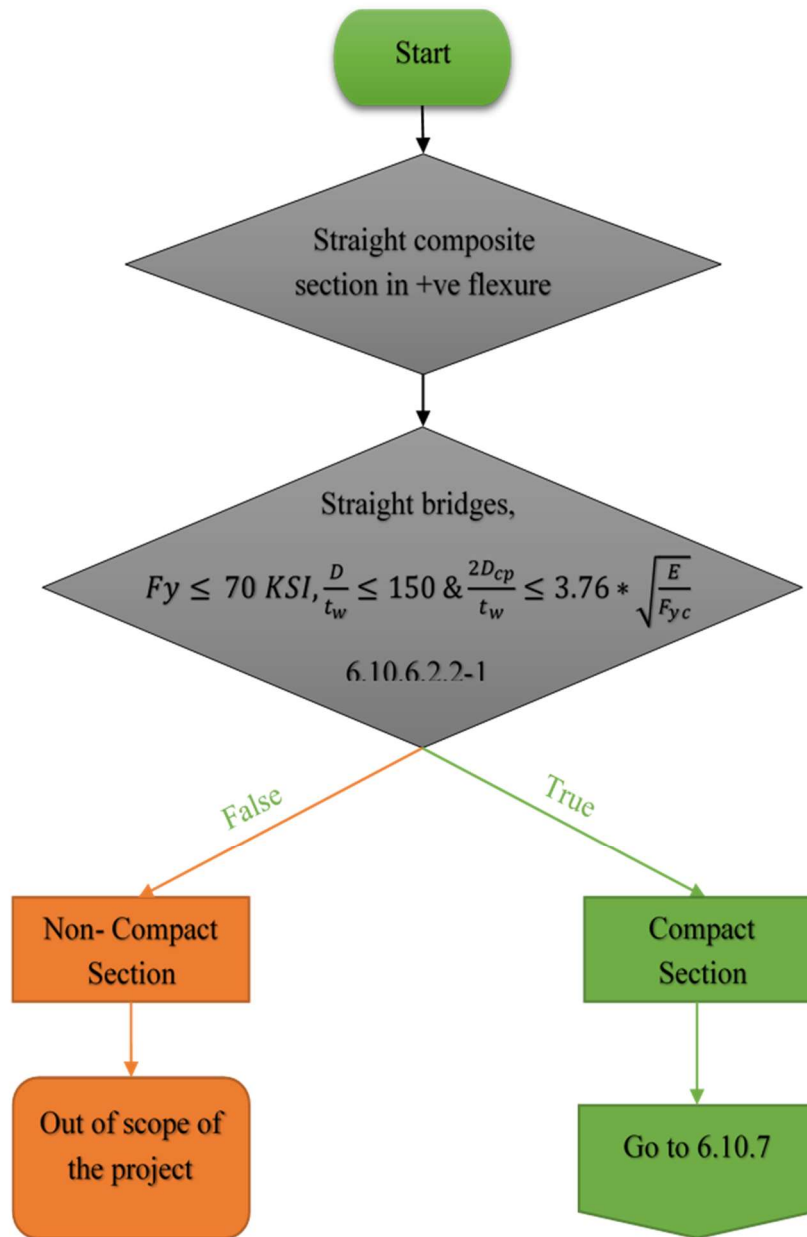 Start
Straight composite
section in +ve flexure
Straight bridges,
Fy ≤ 70 KSI, D/t_w ≤ 150 & 2D_cp/t_w ≤ 3.76 * √(E/F_yc)
6.10.6.2.2-1
False
True
Non- Compact
Section
Compact
Section
Out of scope of
the project
Go to 6.10.7